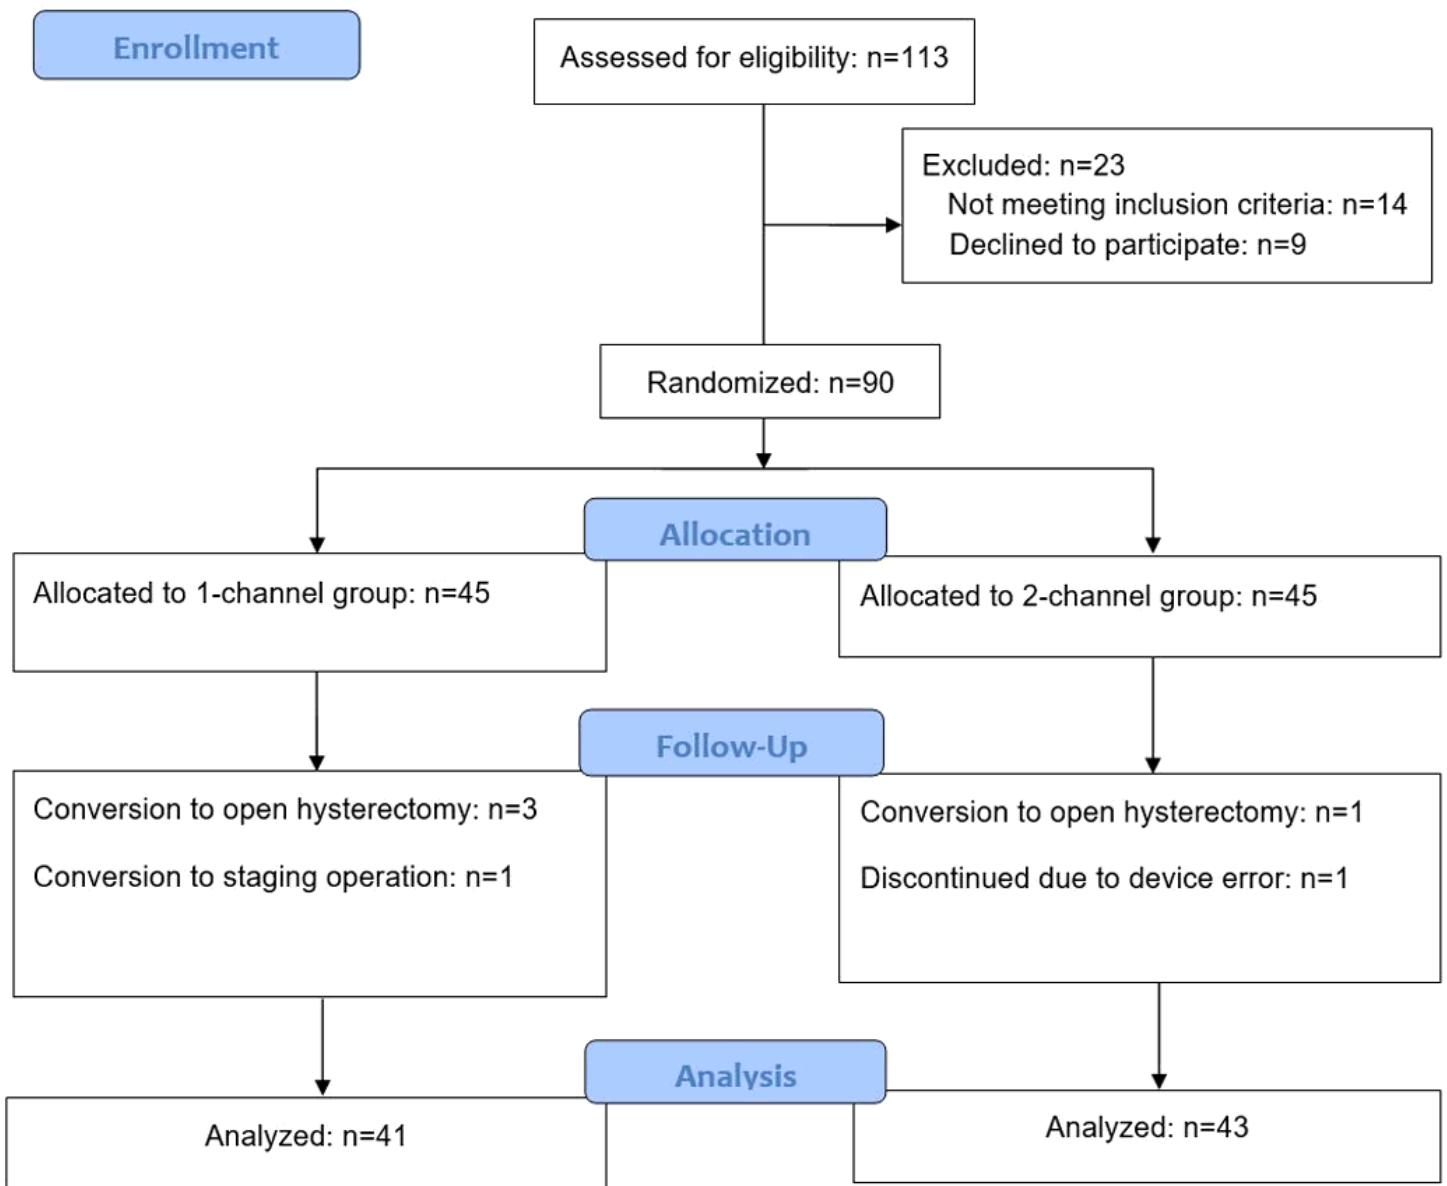 Enrollment
Assessed for eligibility: n=113
Excluded: n=23
Not meeting inclusion criteria: n=14
Declined to participate: n=9
Randomized: n=90
Allocation
Allocated to 1-channel group: n=45
Allocated to 2-channel group: n=45
Follow-Up
Conversion to open hysterectomy: n=3
Conversion to staging operation: n=1
Conversion to open hysterectomy: n=1
Discontinued due to device error: n=1
Analysis
Analyzed: n=41
Analyzed: n=43